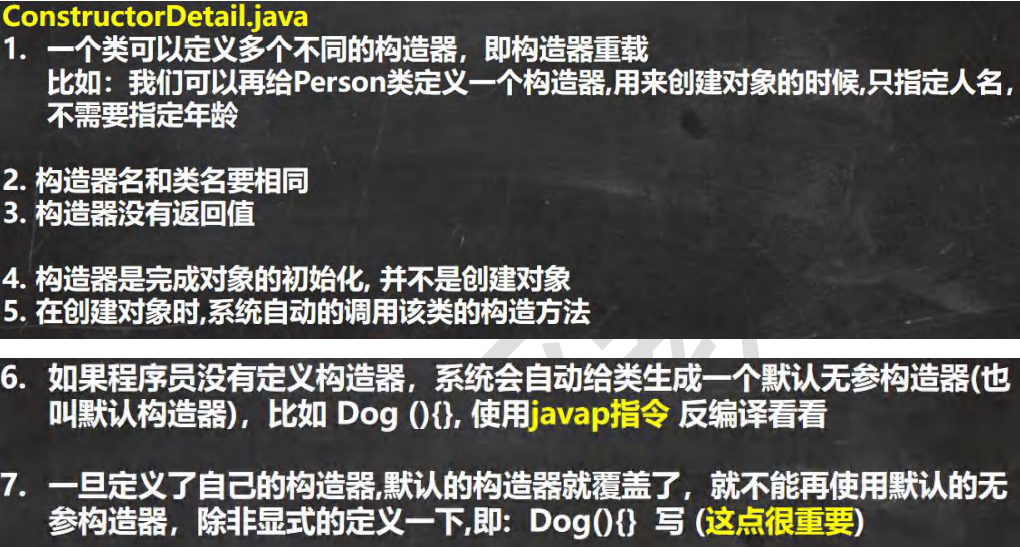 ConstructorDetail.java
1. 一个类可以定义多个不同的构造器，即构造器重载
比如：我们可以再给Person类定义一个构造器,用来创建对象的时候,只指定人名，
不需要指定年龄
2. 构造器名和类名要相同
3. 构造器没有返回值
4. 构造器是完成对象的初始化, 并不是创建对象
5. 在创建对象时,系统自动的调用该类的构造方法
6. 如果程序员没有定义构造器，系统会自动给类生成一个默认无参构造器(也
叫默认构造器)，比如 Dog (){}, 使用javap指令 反编译看看
7. 一旦定义了自己的构造器,默认的构造器就覆盖了，就不能再使用默认的无
参构造器，除非显式的定义一下,即: Dog(){} 写 (这点很重要)